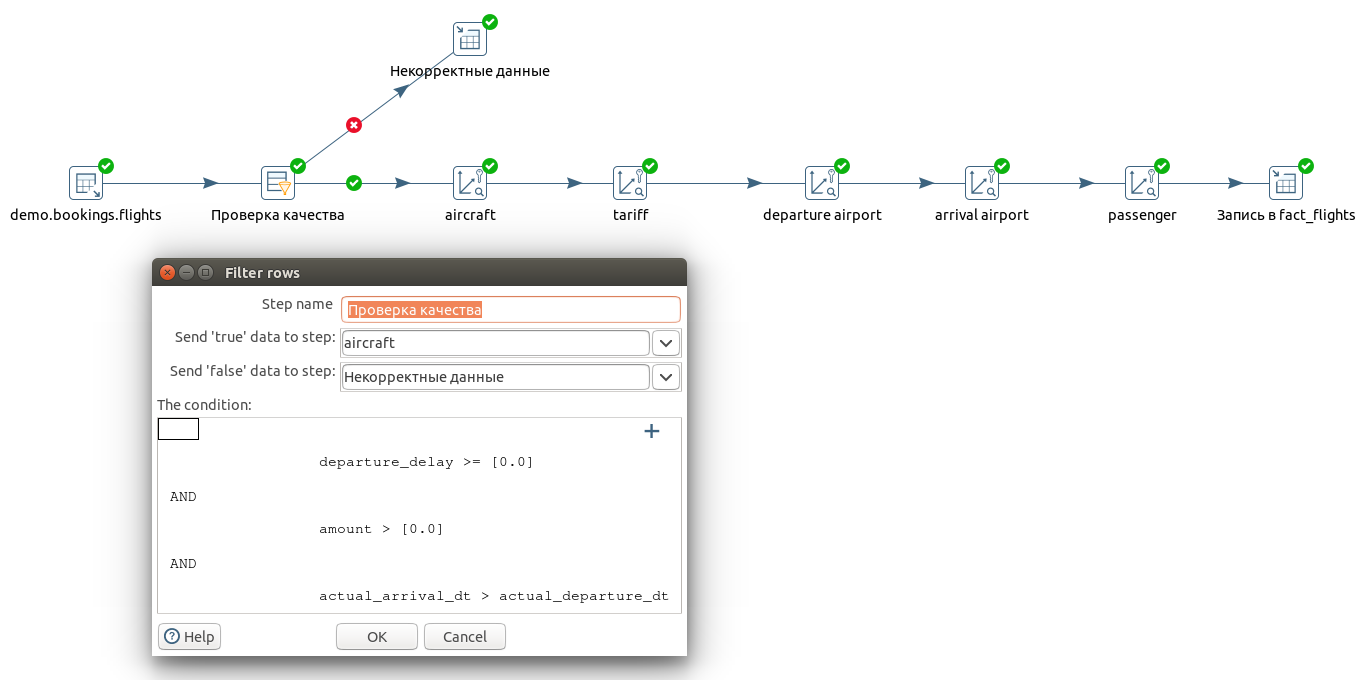 Некорректные данные
demo.bookings.flights
Проверка качества
aircraft
tariff
departure airport
arrival airport
passenger
Запись в fact_flights
Filter rows
Step name
Проверка качества
Send 'true' data to step:
aircraft
Send 'false' data to step:
Некорректные данные
The condition:
departure_delay >= [0.0]
AND
amount > [0.0]
AND
actual_arrival_dt > actual_departure_dt
Help
OK
Cancel